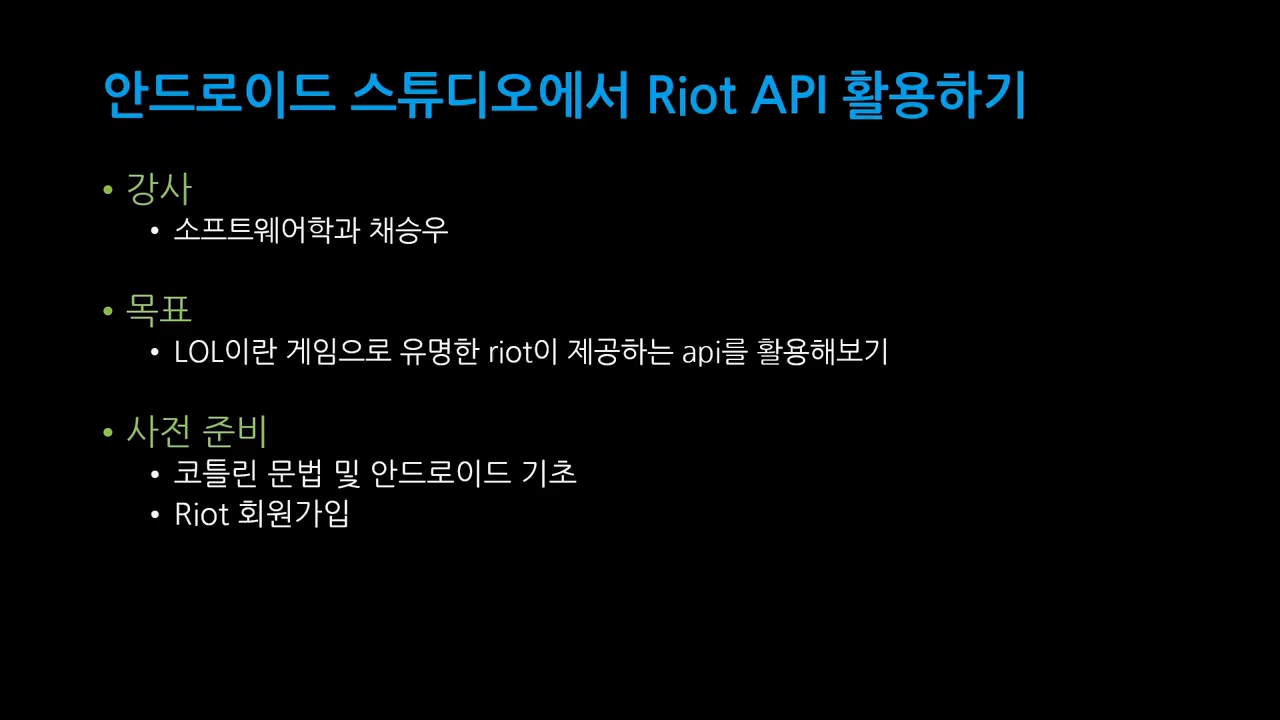 안드로이드 스튜디오에서 Riot API 활용하기
• 강사
• 소프트웨어학과 채승우
• 목표
• LOL이란 게임으로 유명한 riot이 제공하는 api를 활용해보기
• 사전 준비
• 코틀린 문법 및 안드로이드 기초
• Riot 회원가입